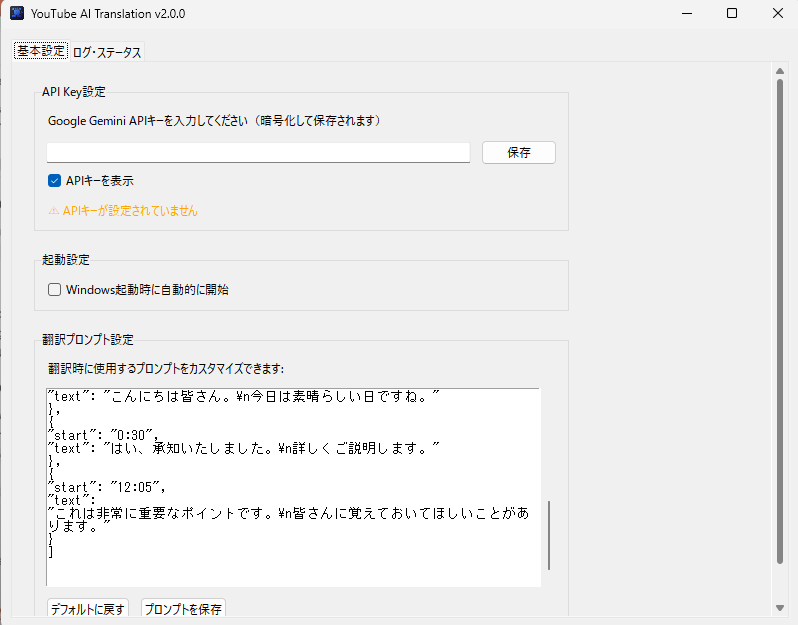 YouTube AI Translation v2.0.0
基本設定 ログ・ステータス
API Key設定
Google Gemini APIキーを入力してください（暗号化して保存されます）
保存
APIキーを表示
⚠ APIキーが設定されていません
起動設定
Windows起動時に自動的に開始
翻訳プロンプト設定
翻訳時に使用するプロンプトをカスタマイズできます:
"text": "こんにちは皆さん。¥n今日は素晴らしい日ですね。"
},
{
"start": "0:30",
"text": "はい、承知いたしました。¥n詳しくご説明します。"
},
{
"start": "12:05",
"text":
"これは非常に重要なポイントです。¥n皆さんに覚えておいてほしいことがあ
ります。"
}
]
デフォルトに戻す プロンプトを保存